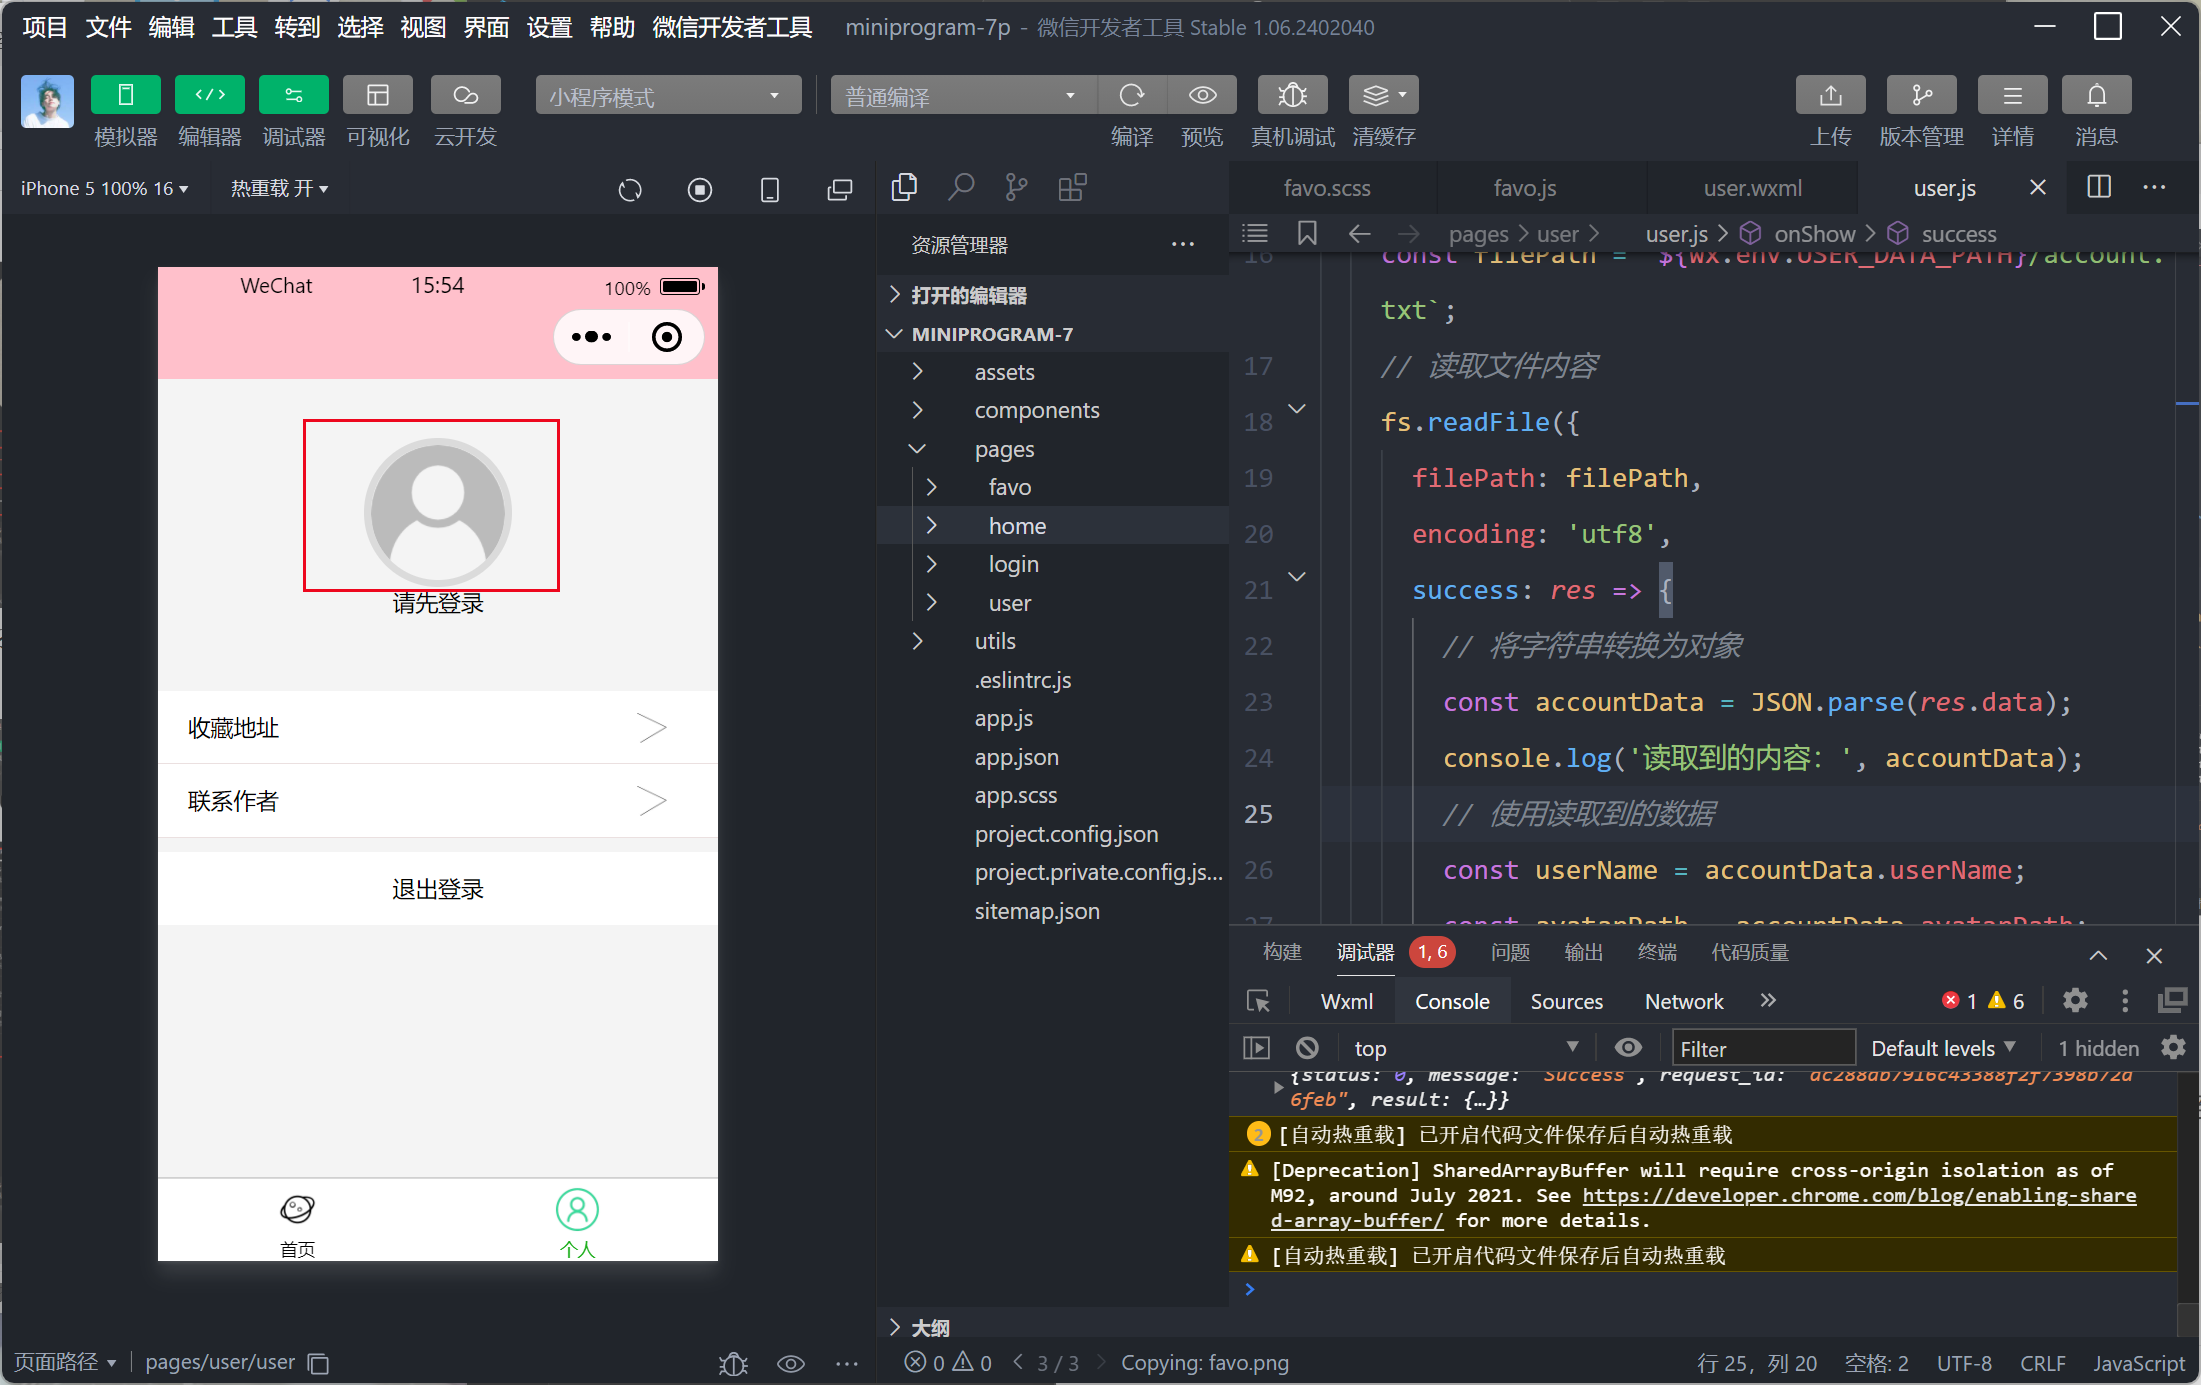 项目 文件 编辑 工具 转到 选择 视图 界面 设置 帮助 微信开发者工具 miniprogram-7p - 微信开发者工具 Stable 1.06.2402040
小程序模式 普通编译
模拟器 编辑器 调试器 可视化 云开发 编译 预览 真机调试 清缓存 上传 版本管理 详情 消息
iPhone 5 100% 16 热重载 开
WeChat 15:54 100%
请先登录
收藏地址
联系作者
退出登录
首页 个人
页面路径 pages/user/user
资源管理器
打开的编辑器
MINIPROGRAM-7
assets
components
pages
favo
home
login
user
utils
.eslintrc.js
app.js
app.json
app.scss
project.config.json
project.private.config.js...
sitemap.json
大纲
favo.scss favo.js user.wxml user.js
pages > user > user.js > onShow > success
16 const filePath = `${wx.env.USER_DATA_PATH}/account.
txt`;
17 // 读取文件内容
18 fs.readFile({
19 filePath: filePath,
20 encoding: 'utf8',
21 success: res => {
22 // 将字符串转换为对象
23 const accountData = JSON.parse(res.data);
24 console.log('读取到的内容：', accountData);
25 // 使用读取到的数据
26 const userName = accountData.userName;
27 const avatarPath = accountData.avatarPath;
构建 调试器 1, 6 问题 输出 终端 代码质量
Wxml Console Sources Network 1 6
top Filter Default levels 1 hidden
{status: 0, message: "Success", request_id: "dc288db7916c43388f2f7398b72d
6feb", result: {…}}
2 [自动热重载] 已开启代码文件保存后自动热重载
[Deprecation] SharedArrayBuffer will require cross-origin isolation as of
M92, around July 2021. See https://developer.chrome.com/blog/enabling-share
d-array-buffer/ for more details.
[自动热重载] 已开启代码文件保存后自动热重载
0 0 3 / 3 Copying: favo.png 行 25，列 20 空格: 2 UTF-8 CRLF JavaScript